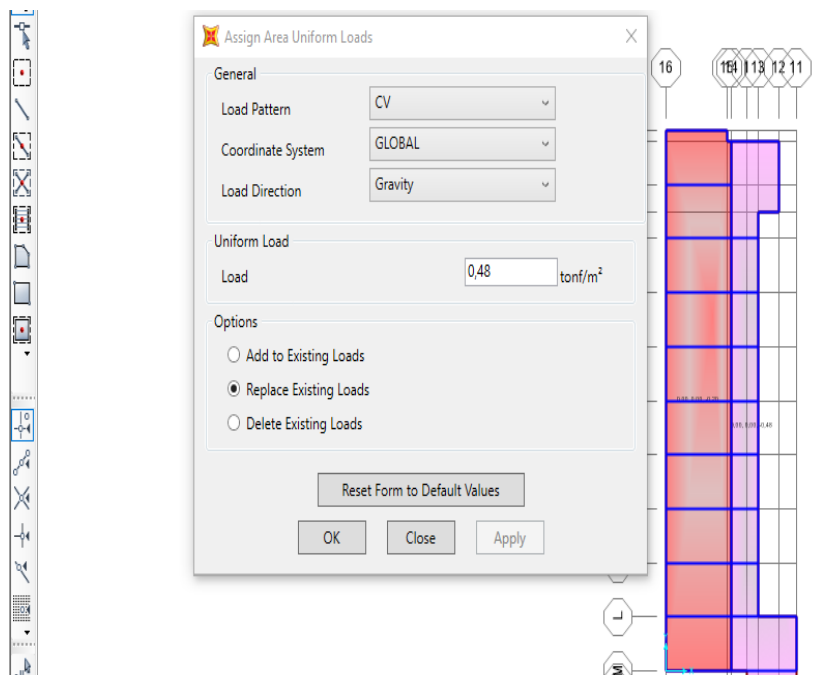 Assign Area Uniform Loads
General
Load Pattern CV
Coordinate System GLOBAL
Load Direction Gravity
Uniform Load
Load 0,48 tonf/m²
Options
Add to Existing Loads
Replace Existing Loads
Delete Existing Loads
Reset Form to Default Values
OK Close Apply
16 13 12 11
L
M